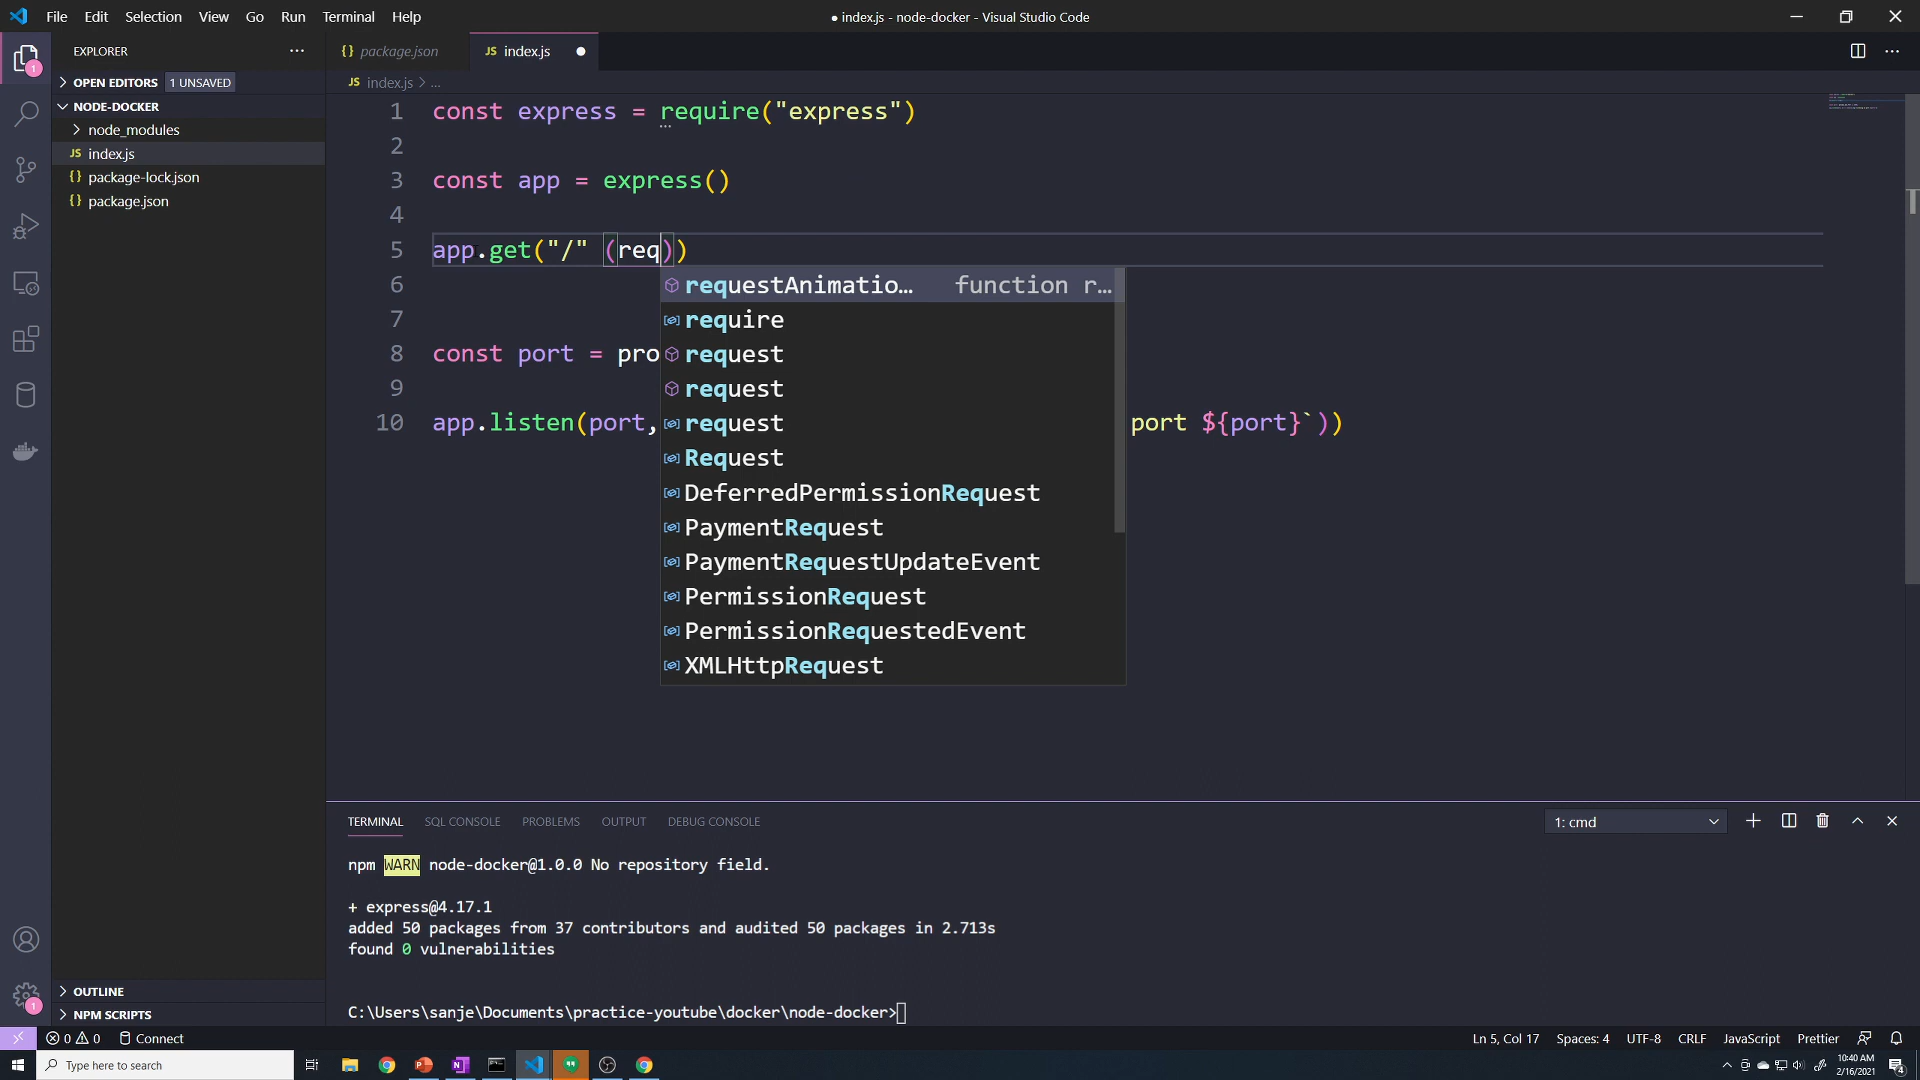 File Edit Selection View Go Run Terminal Help
● index.js - node-docker - Visual Studio Code
EXPLORER
OPEN EDITORS 1 UNSAVED
NODE-DOCKER
node_modules
JS index.js
{} package-lock.json
{} package.json
OUTLINE
NPM SCRIPTS
1
1
{} package.json
JS index.js
JS index.js > ...
1 const express = require("express")
2
3 const app = express()
4
5 app.get("/" (req))
6
7
8 const port = pro
9
10 app.listen(port, port ${port}`))
requestAnimatio... function r...
require
request
request
request
Request
DeferredPermissionRequest
PaymentRequest
PaymentRequestUpdateEvent
PermissionRequest
PermissionRequestedEvent
XMLHttpRequest
TERMINAL SQL CONSOLE PROBLEMS OUTPUT DEBUG CONSOLE
1: cmd
npm WARN node-docker@1.0.0 No repository field.
+ express@4.17.1
added 50 packages from 37 contributors and audited 50 packages in 2.713s
found 0 vulnerabilities
C:\Users\sanje\Documents\practice-youtube\docker\node-docker>
0 0 Connect
Ln 5, Col 17 Spaces: 4 UTF-8 CRLF JavaScript Prettier
Type here to search
10:40 AM
2/16/2021
4